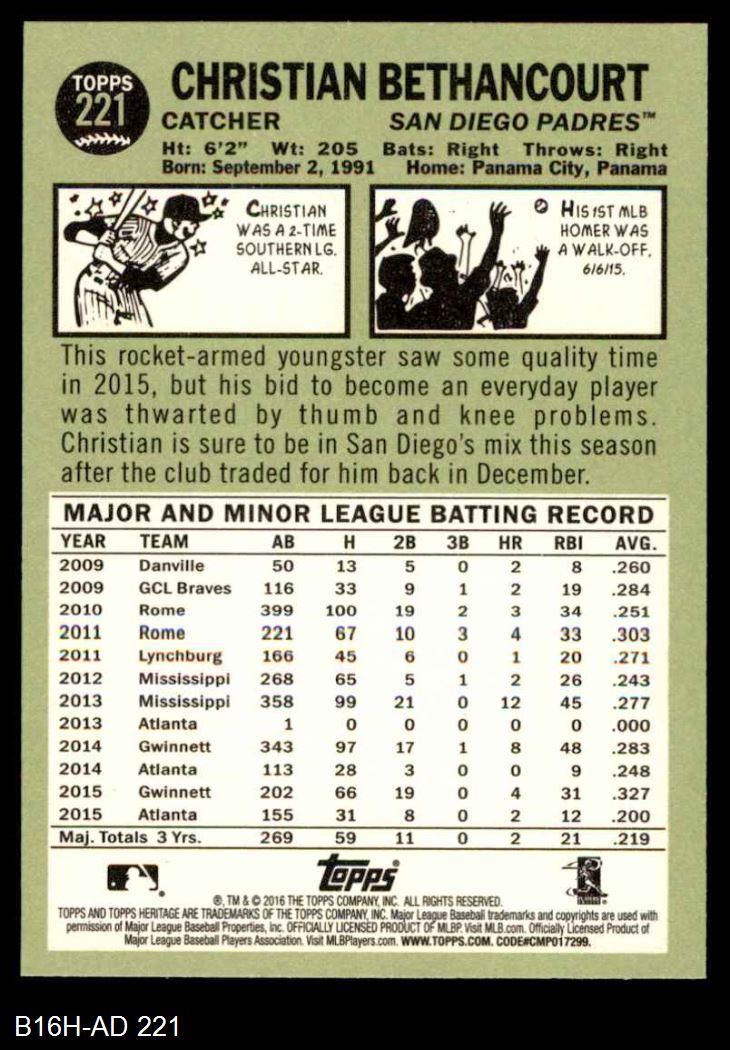 TOPPS
221
CHRISTIAN BETHANCOURT
CATCHER SAN DIEGO PADRES™
Ht: 6'2" Wt: 205 Bats: Right Throws: Right
Born: September 2, 1991 Home: Panama City, Panama
CHRISTIAN
WAS A 2-TIME
SOUTHERN LG.
ALL-STAR.
HIS 1ST MLB
HOMER WAS
A WALK-OFF,
6/6/15.
This rocket-armed youngster saw some quality time
in 2015, but his bid to become an everyday player
was thwarted by thumb and knee problems.
Christian is sure to be in San Diego's mix this season
after the club traded for him back in December.
MAJOR AND MINOR LEAGUE BATTING RECORD
YEAR TEAM AB H 2B 3B HR RBI AVG.
2009 Danville 50 13 5 0 2 8 .260
2009 GCL Braves 116 33 9 1 2 19 .284
2010 Rome 399 100 19 2 3 34 .251
2011 Rome 221 67 10 3 4 33 .303
2011 Lynchburg 166 45 6 0 1 20 .271
2012 Mississippi 268 65 5 1 2 26 .243
2013 Mississippi 358 99 21 0 12 45 .277
2013 Atlanta 1 0 0 0 0 0 .000
2014 Gwinnett 343 97 17 1 8 48 .283
2014 Atlanta 113 28 3 0 0 9 .248
2015 Gwinnett 202 66 19 0 4 31 .327
2015 Atlanta 155 31 8 0 2 12 .200
Maj. Totals 3 Yrs. 269 59 11 0 2 21 .219
Topps®
®, TM & © 2016 THE TOPPS COMPANY, INC. ALL RIGHTS RESERVED.
TOPPS AND TOPPS HERITAGE ARE TRADEMARKS OF THE TOPPS COMPANY, INC. Major League Baseball trademarks and copyrights are used with
permission of Major League Baseball Properties, Inc. OFFICIALLY LICENSED PRODUCT OF MLBP. Visit MLB.com. Officially Licensed Product of
Major League Baseball Players Association. Visit MLBPlayers.com. WWW.TOPPS.COM. CODE#CMP017299.
B16H-AD 221